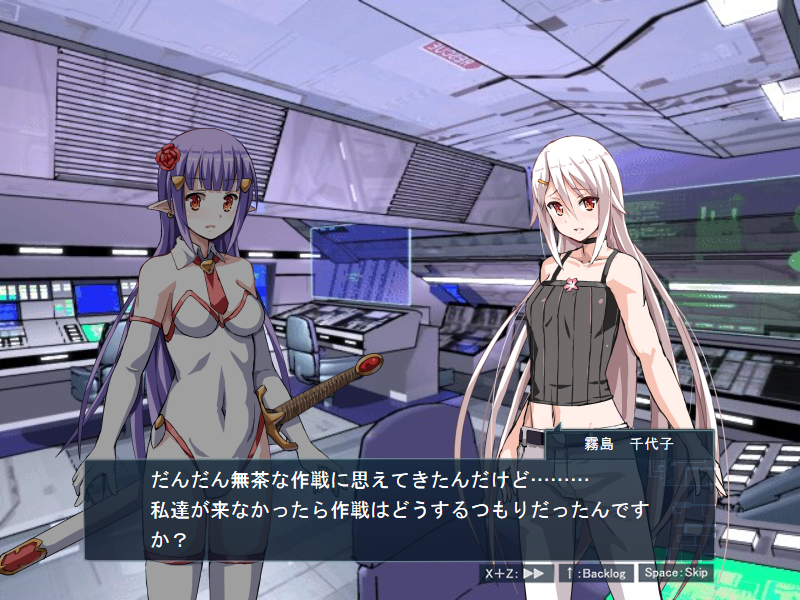 RESCUE
霧島　千代子
だんだん無茶な作戦に思えてきたんだけど………
私達が来なかったら作戦はどうするつもりだったんです
か？
X+Z:▶▶ ↑:Backlog Space:Skip